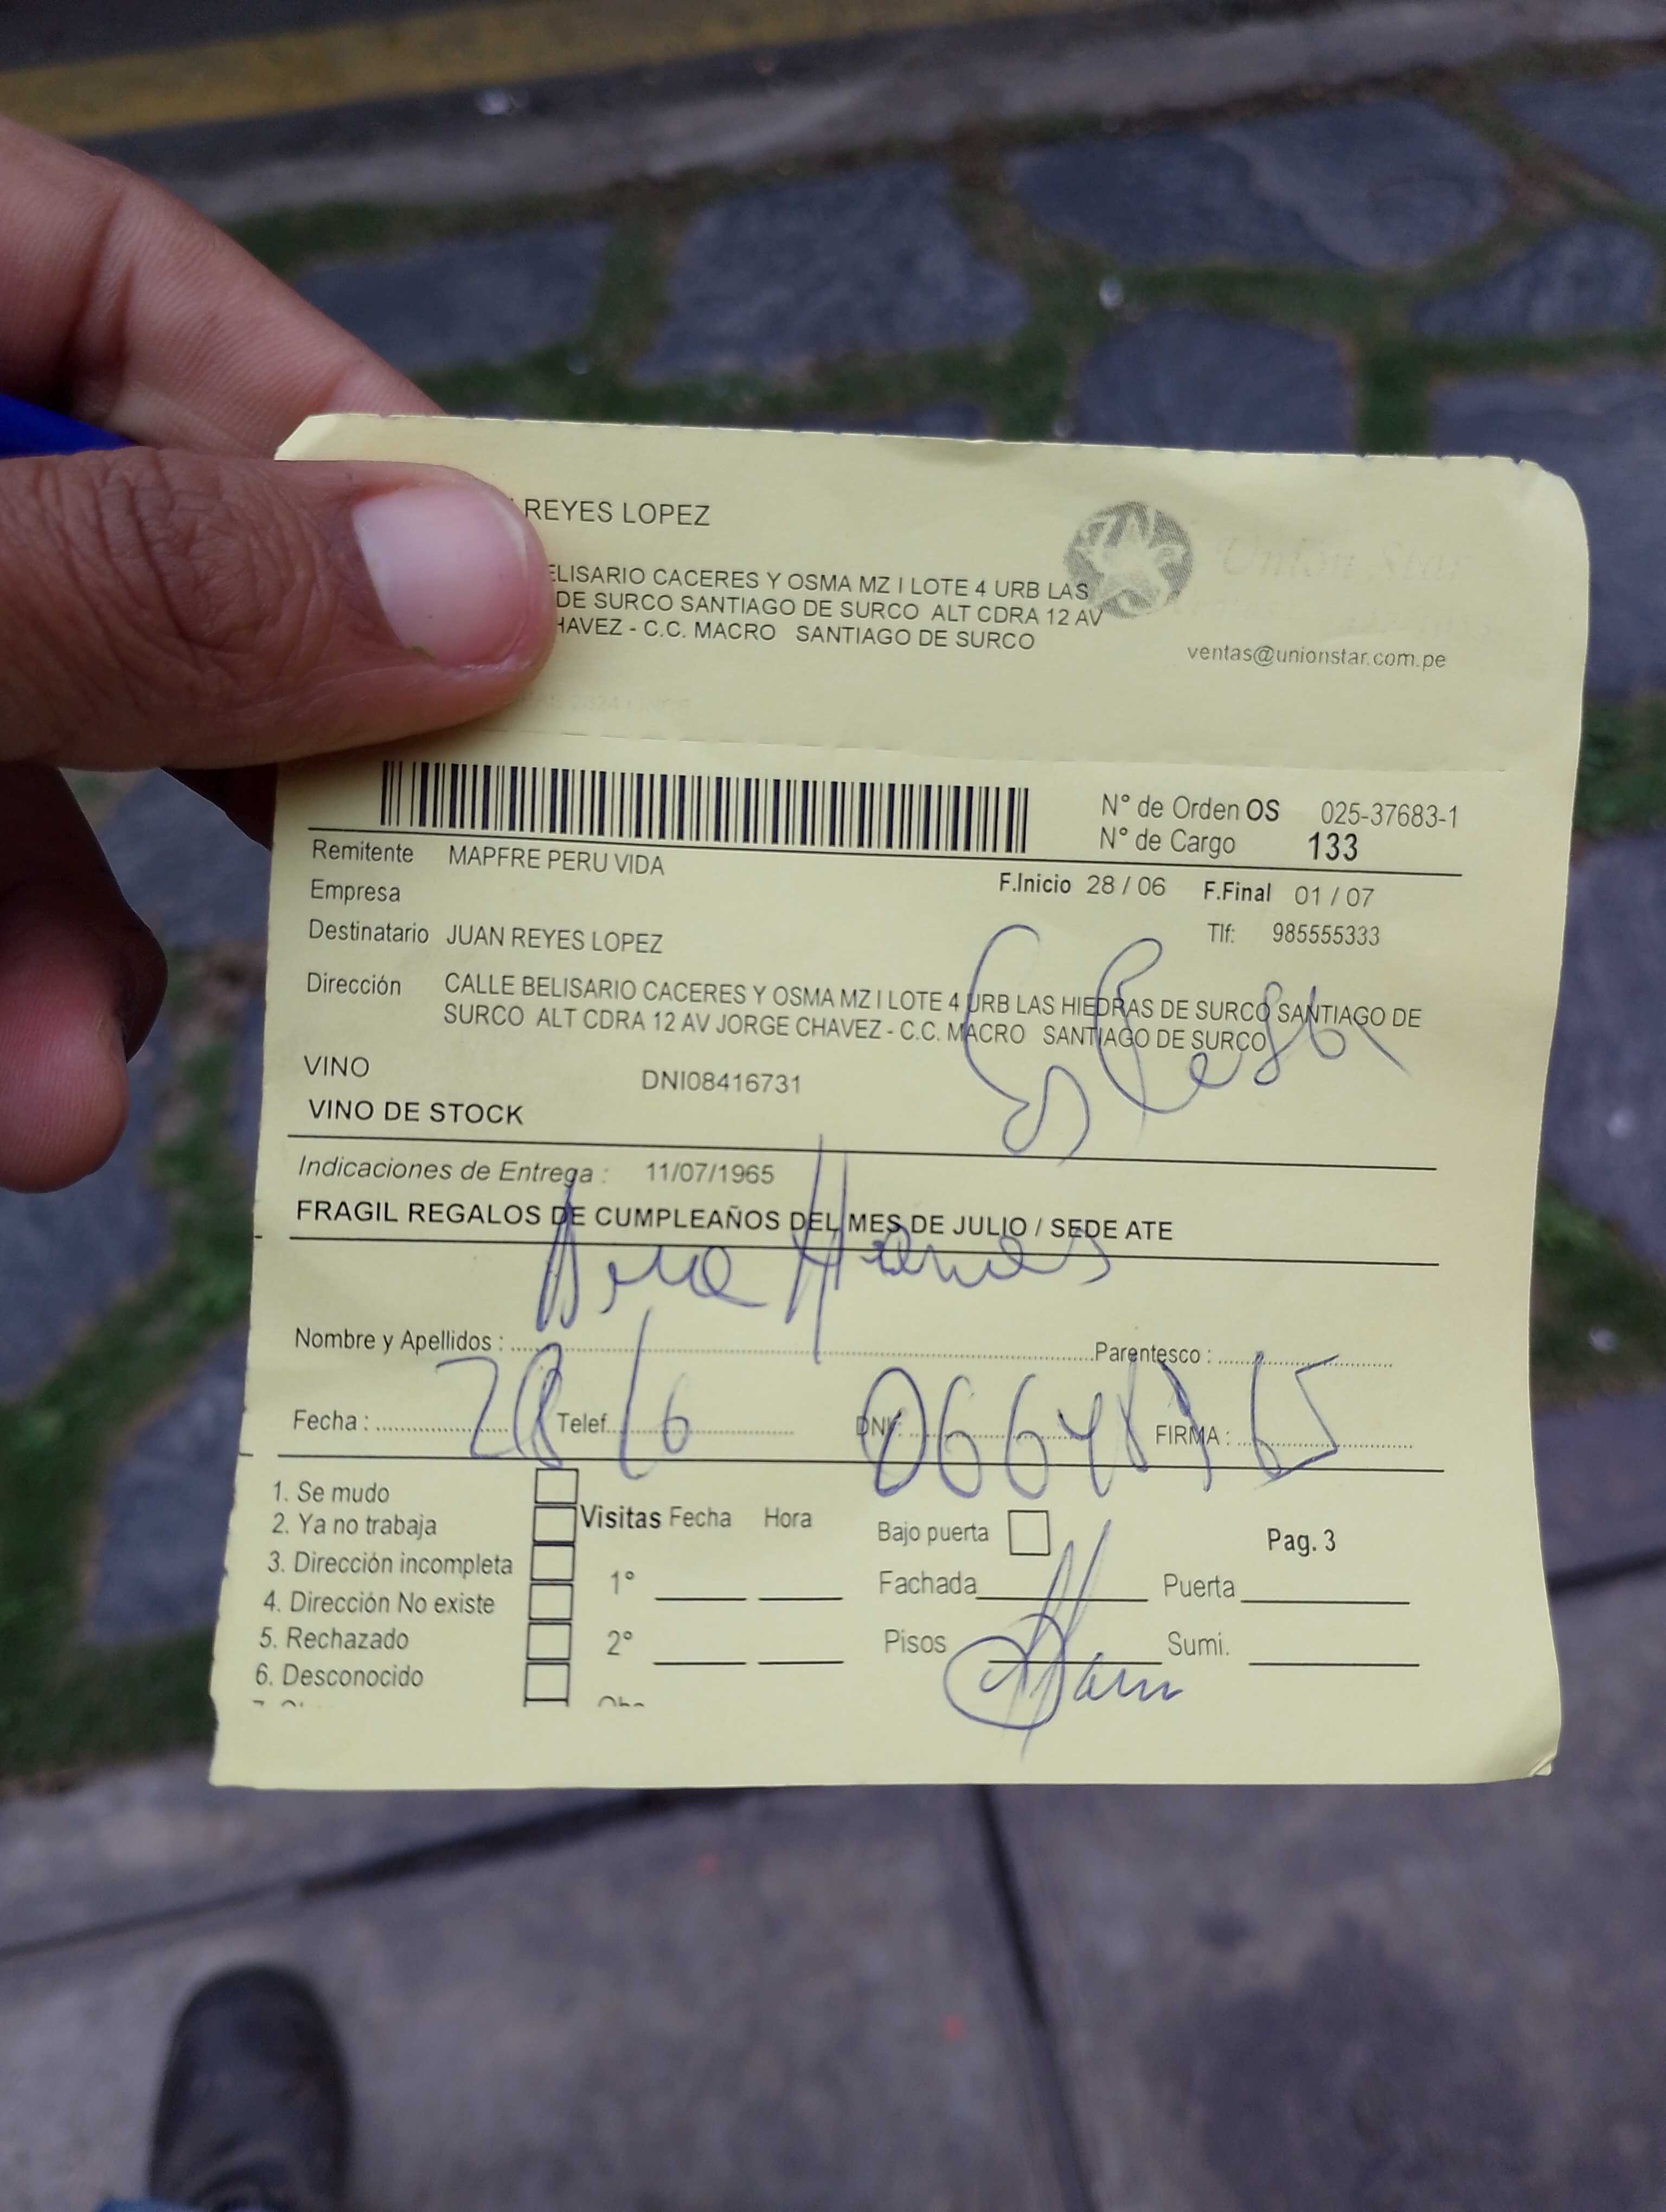 REYES LOPEZ
ELISARIO CACERES Y OSMA MZ I LOTE 4 URB LAS
DE SURCO SANTIAGO DE SURCO ALT CDRA 12 AV
HAVEZ - C.C. MACRO SANTIAGO DE SURCO
Union Star
ventas@unionstar.com.pe
N° de Orden OS 025-37683-1
N° de Cargo 133
Remitente MAPFRE PERU VIDA
Empresa
F.Inicio 28 / 06 F.Final 01 / 07
Destinatario JUAN REYES LOPEZ
Tlf: 985555333
Dirección CALLE BELISARIO CACERES Y OSMA MZ I LOTE 4 URB LAS HIEDRAS DE SURCO SANTIAGO DE
SURCO ALT CDRA 12 AV JORGE CHAVEZ - C.C. MACRO SANTIAGO DE SURCO
VINO DNI08416731
VINO DE STOCK
Indicaciones de Entrega : 11/07/1965
FRAGIL REGALOS DE CUMPLEAÑOS DEL MES DE JULIO / SEDE ATE
Nombre y Apellidos : Parentesco :
Fecha : 28/6 Telef. DNI: FIRMA :
1. Se mudo
2. Ya no trabaja
3. Dirección incompleta
4. Dirección No existe
5. Rechazado
6. Desconocido
Visitas Fecha Hora
1°
2°
Bajo puerta
Pag. 3
Fachada Puerta
Pisos Sumi.